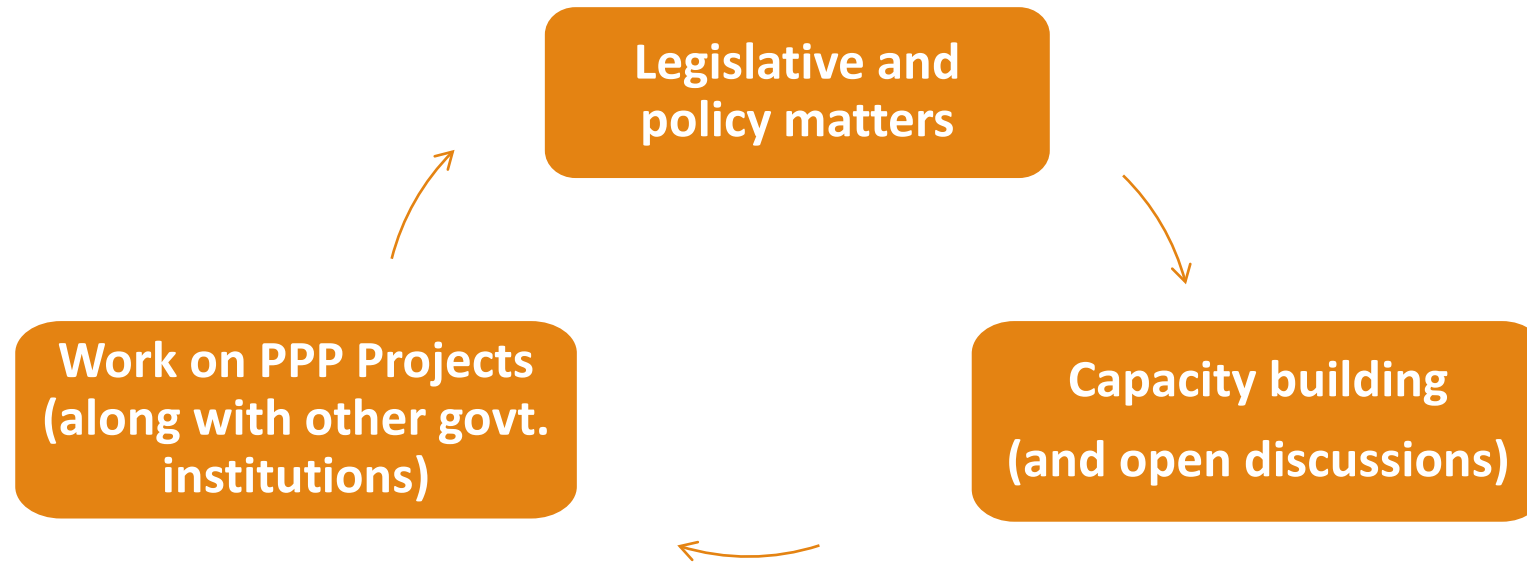 Legislative and
policy matters
Work on PPP Projects
(along with other govt.
institutions)
Capacity building
(and open discussions)